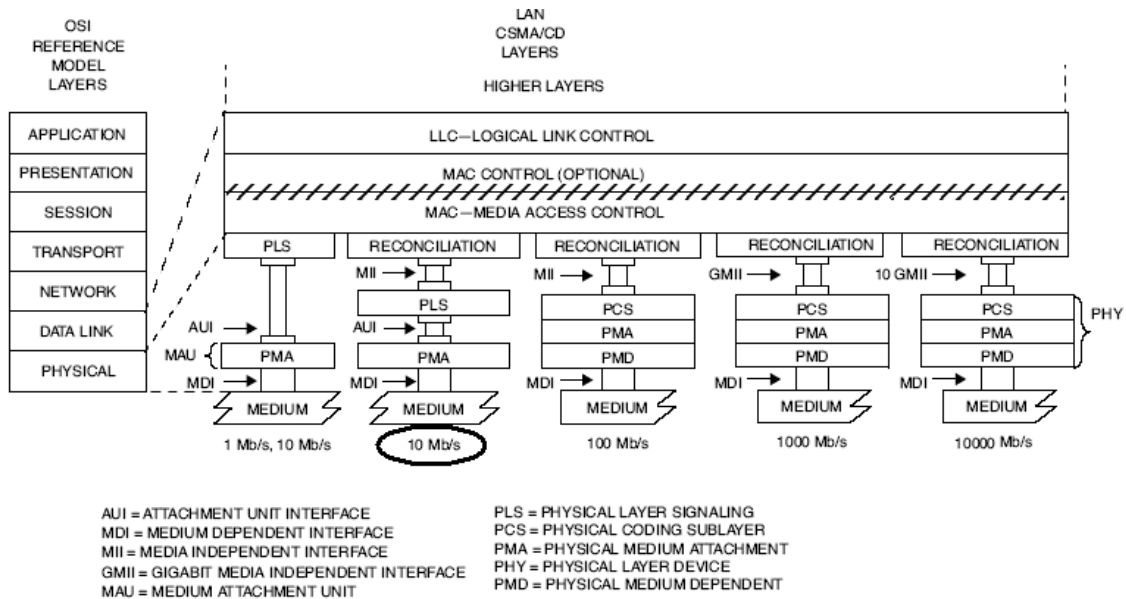 OSI
REFERENCE
MODEL
LAYERS
LAN
CSMA/CD
LAYERS
HIGHER LAYERS
APPLICATION
PRESENTATION
SESSION
TRANSPORT
NETWORK
DATA LINK
PHYSICAL
LLC—LOGICAL LINK CONTROL
MAC CONTROL (OPTIONAL)
MAC—MEDIA ACCESS CONTROL
PLS
AUI
MAU
PMA
MDI
MEDIUM
1 Mb/s, 10 Mb/s
RECONCILIATION
MII
PLS
AUI
PMA
MDI
MEDIUM
10 Mb/s
RECONCILIATION
MII
PCS
PMA
PMD
MDI
MEDIUM
100 Mb/s
RECONCILIATION
GMII
PCS
PMA
PMD
MDI
MEDIUM
1000 Mb/s
RECONCILIATION
10 GMII
PCS
PMA
PMD
PHY
MDI
MEDIUM
10000 Mb/s
AUI = ATTACHMENT UNIT INTERFACE
MDI = MEDIUM DEPENDENT INTERFACE
MII = MEDIA INDEPENDENT INTERFACE
GMII = GIGABIT MEDIA INDEPENDENT INTERFACE
MAU = MEDIUM ATTACHMENT UNIT
PLS = PHYSICAL LAYER SIGNALING
PCS = PHYSICAL CODING SUBLAYER
PMA = PHYSICAL MEDIUM ATTACHMENT
PHY = PHYSICAL LAYER DEVICE
PMD = PHYSICAL MEDIUM DEPENDENT